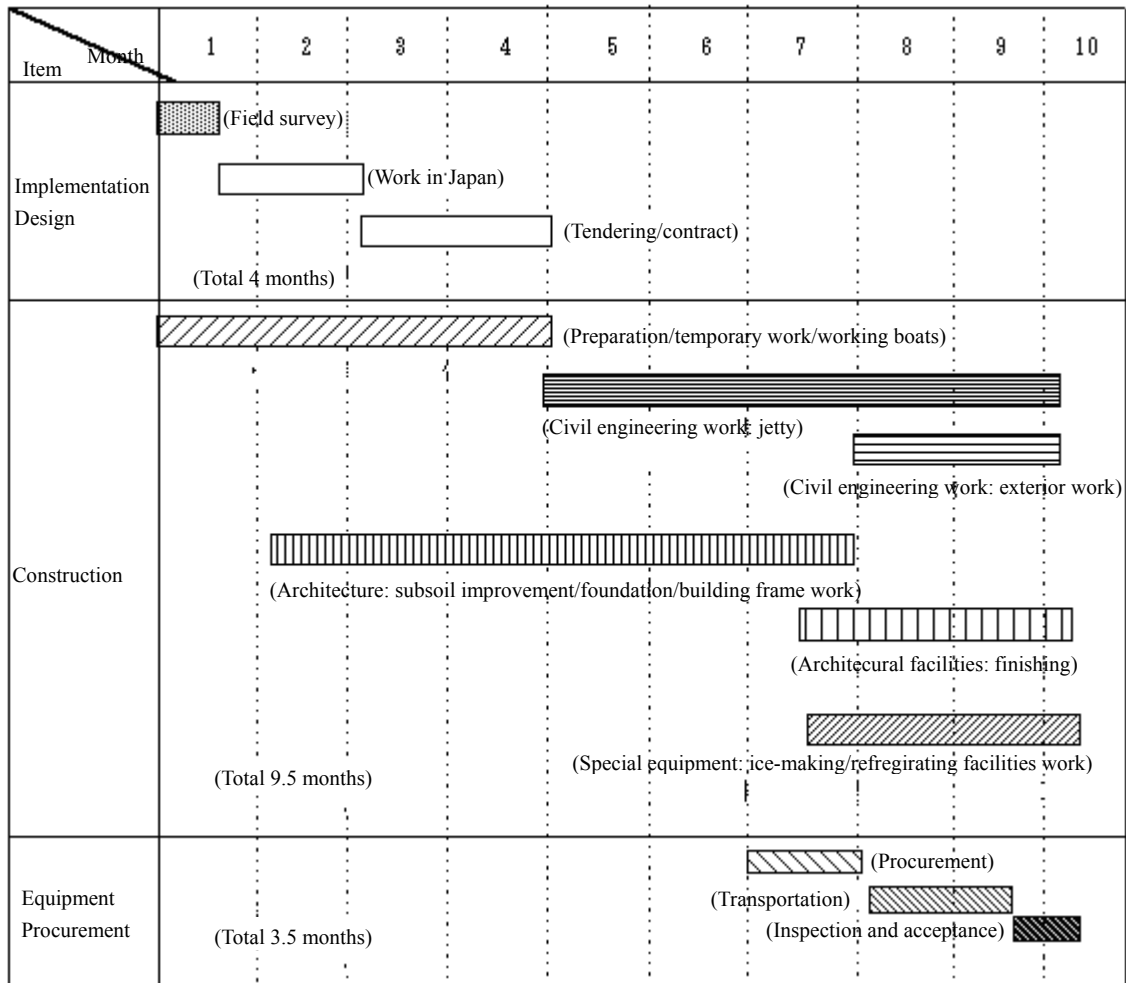 Month
Item
1 2 3 4 5 6 7 8 9 10
Implementation
Design
(Field survey)
(Work in Japan)
(Tendering/contract)
(Total 4 months)
Construction
(Preparation/temporary work/working boats)
(Civil engineering work: jetty)
(Civil engineering work: exterior work)
(Architecture: subsoil improvement/foundation/building frame work)
(Architecural facilities: finishing)
(Special equipment: ice-making/refregirating facilities work)
(Total 9.5 months)
Equipment
Procurement
(Procurement)
(Transportation)
(Inspection and acceptance)
(Total 3.5 months)